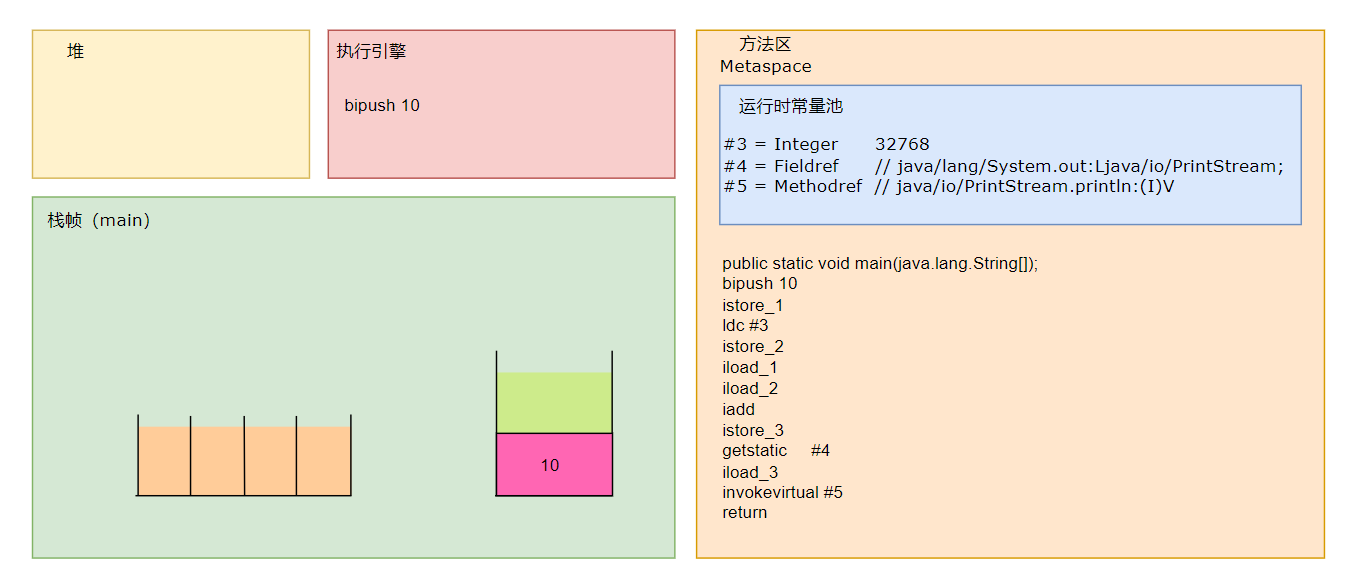 堆
执行引擎
bipush 10
栈帧（main）
10
方法区
Metaspace
运行时常量池
#3 = Integer 32768
#4 = Fieldref // java/lang/System.out:Ljava/io/PrintStream;
#5 = Methodref // java/io/PrintStream.println:(I)V
public static void main(java.lang.String[]);
bipush 10
istore_1
ldc #3
istore_2
iload_1
iload_2
iadd
istore_3
getstatic #4
iload_3
invokevirtual #5
return